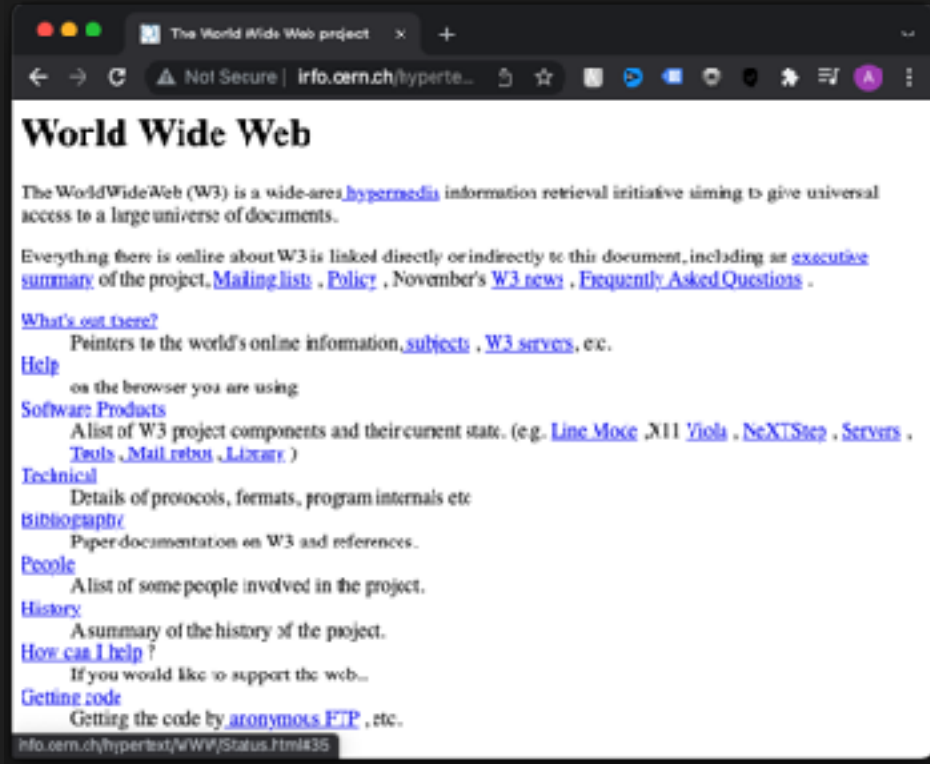 The World Wide Web project
Not Secure | info.cern.ch/hyperte...
A
World Wide Web
The WorldWideWeb (W3) is a wide-area hypermedia information retrieval initiative aiming to give universal
access to a large universe of documents.
Everything there is online about W3 is linked directly or indirectly to this document, including an executive
summary of the project, Mailing lists , Policy , November's W3 news , Frequently Asked Questions .
What's out there?
Pointers to the world's online information, subjects , W3 servers, etc.
Help
on the browser you are using
Software Products
A list of W3 project components and their current state. (e.g. Line Mode ,X11 Viola , NeXTStep , Servers ,
Tools , Mail robot , Library )
Technical
Details of protocols, formats, program internals etc
Bibliography
Paper documentation on W3 and references.
People
A list of some people involved in the project.
History
A summary of the history of the project.
How can I help ?
If you would like to support the web..
Getting code
Getting the code by anonymous FTP , etc.
info.cern.ch/hypertext/WWW/Status.html#35